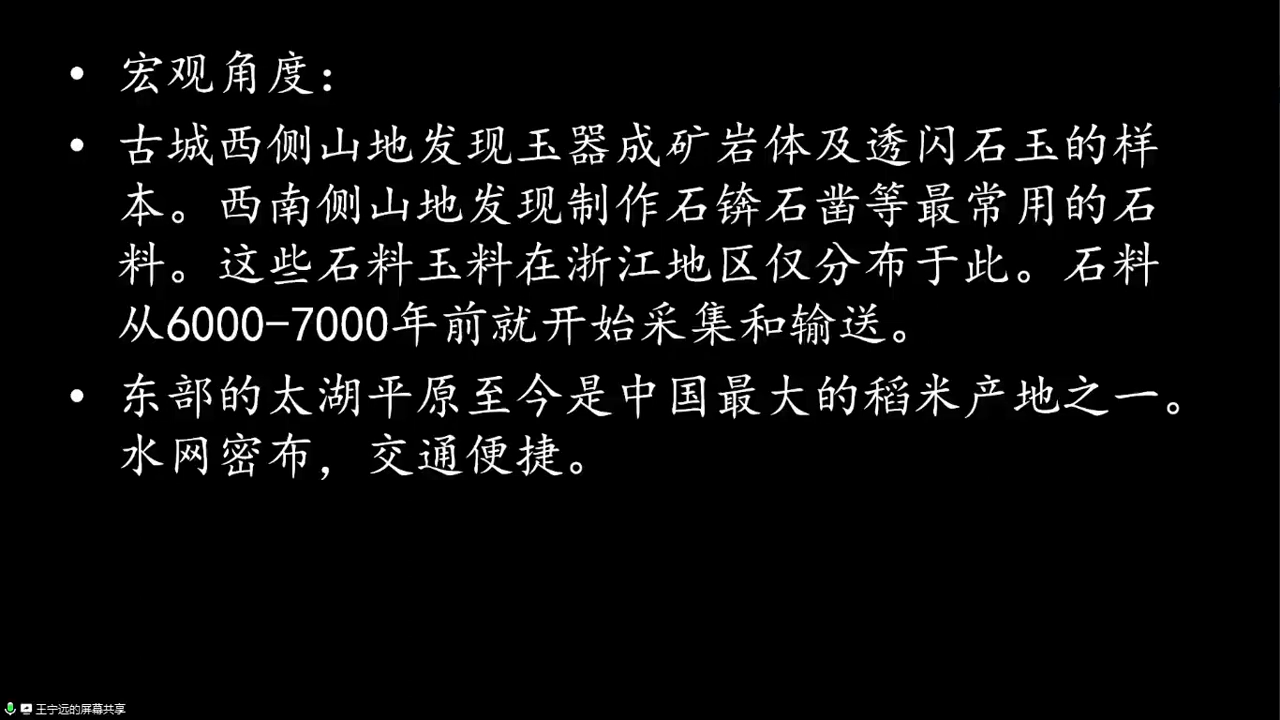 • 宏观角度：
• 古城西侧山地发现玉器成矿岩体及透闪石玉的样
本。西南侧山地发现制作石锛石凿等最常用的石
料。这些石料玉料在浙江地区仅分布于此。石料
从6000-7000年前就开始采集和输送。
• 东部的太湖平原至今是中国最大的稻米产地之一。
水网密布，交通便捷。
王宁远的屏幕共享